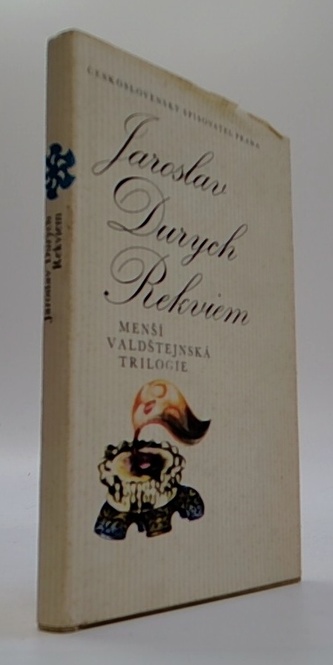 ČESKOSLOVENSKÝ SPISOVATEL PRAHA
Jaroslav
Durych
Rekviem
MENŠÍ
VALDŠTEJNSKÁ
TRILOGIE
Jaroslav Durych
Rekviem